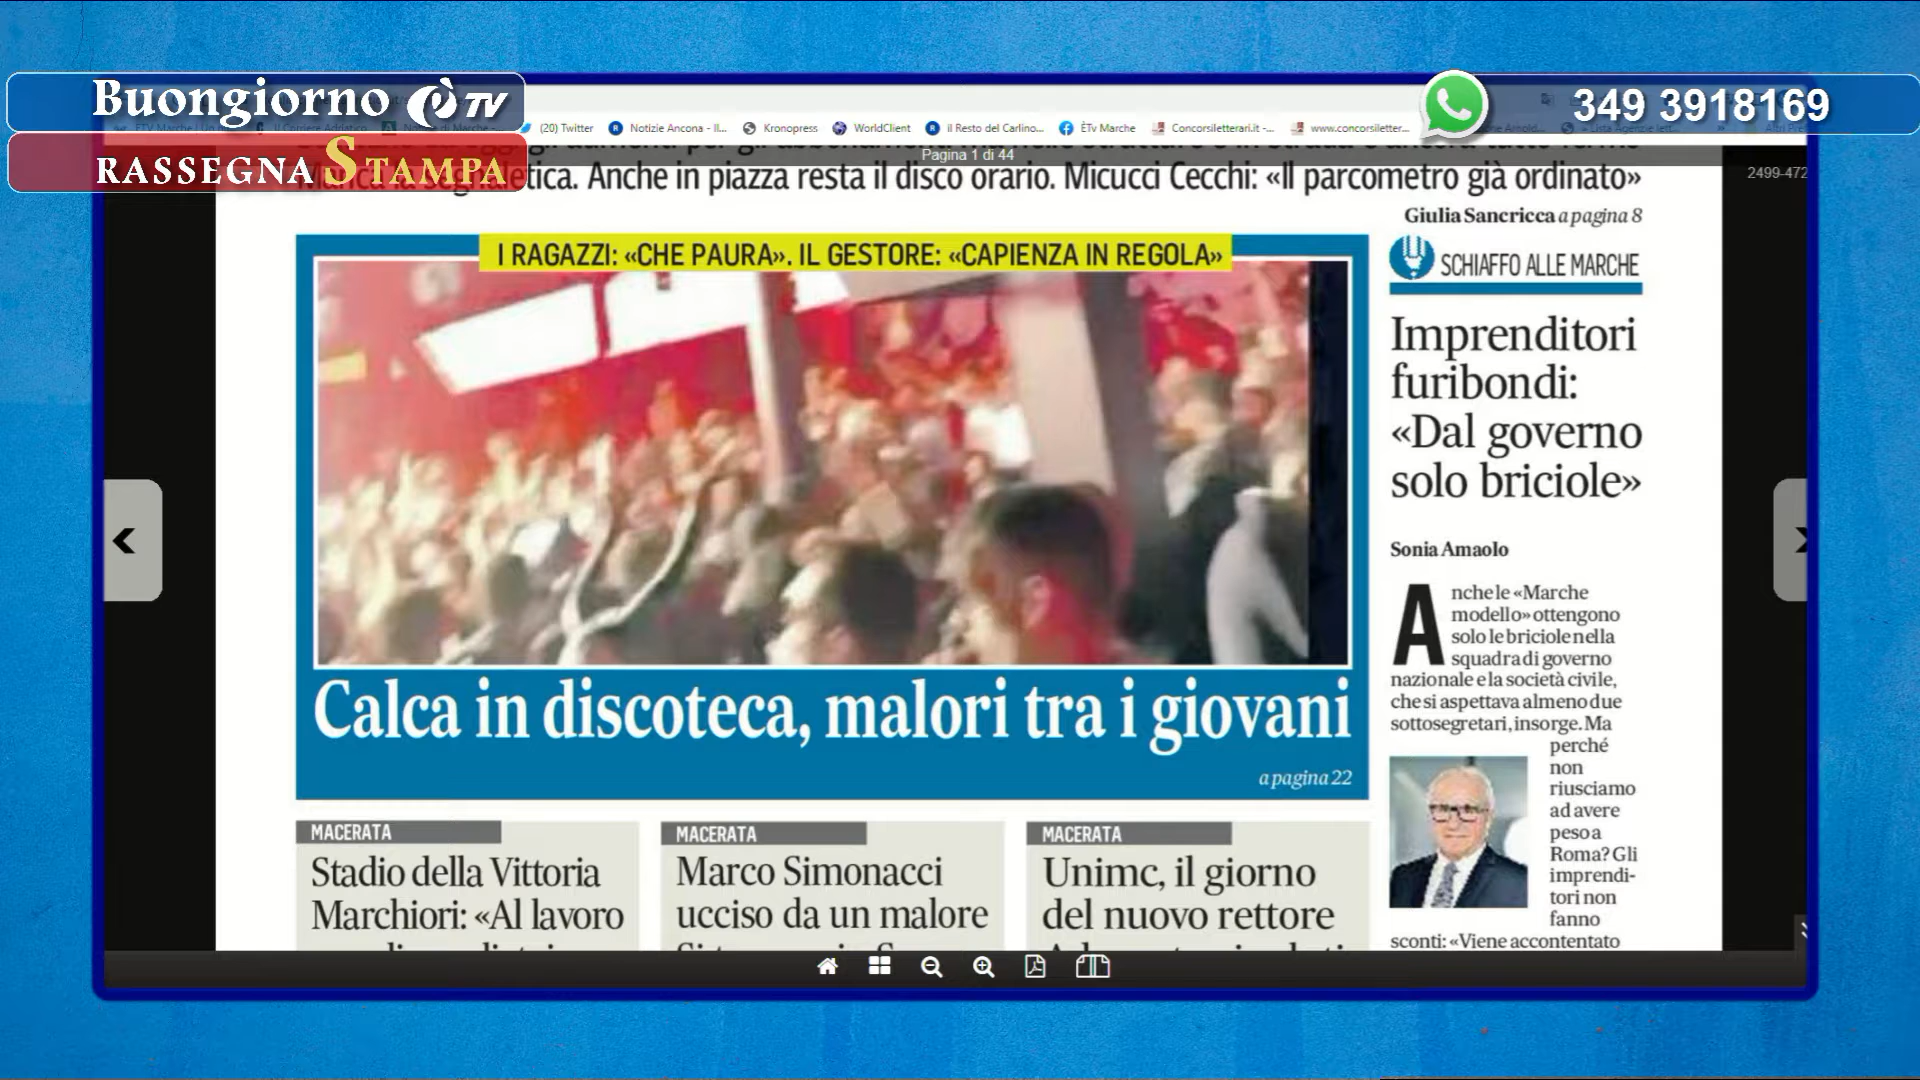 Buongiorno èTV
RASSEGNA STAMPA
349 3918169
(20) Twitter
Notizie Ancona - Il...
Kronopress
WorldClient
il Resto del Carlino...
ÈTv Marche
Concorsiletterari.it -...
www.concorsiletter...
Pagina 1 di 44
2499-472
tica. Anche in piazza resta il disco orario. Micucci Cecchi: «Il parcometro già ordinato»
Giulia Sancricca a pagina 8
I RAGAZZI: «CHE PAURA». IL GESTORE: «CAPIENZA IN REGOLA»
Calca in discoteca, malori tra i giovani
a pagina 22
SCHIAFFO ALLE MARCHE
Imprenditori
furibondi:
«Dal governo
solo briciole»
Sonia Amaolo
Anche le «Marche
modello» ottengono
solo le briciole nella
squadra di governo
nazionale e la società civile,
che si aspettava almeno due
sottosegretari, insorge. Ma
perché
non
riusciamo
ad avere
peso a
Roma? Gli
imprendi-
tori non
fanno
sconti: «Viene accontentato
MACERATA
Stadio della Vittoria
Marchiori: «Al lavoro
MACERATA
Marco Simonacci
ucciso da un malore
MACERATA
Unimc, il giorno
del nuovo rettore